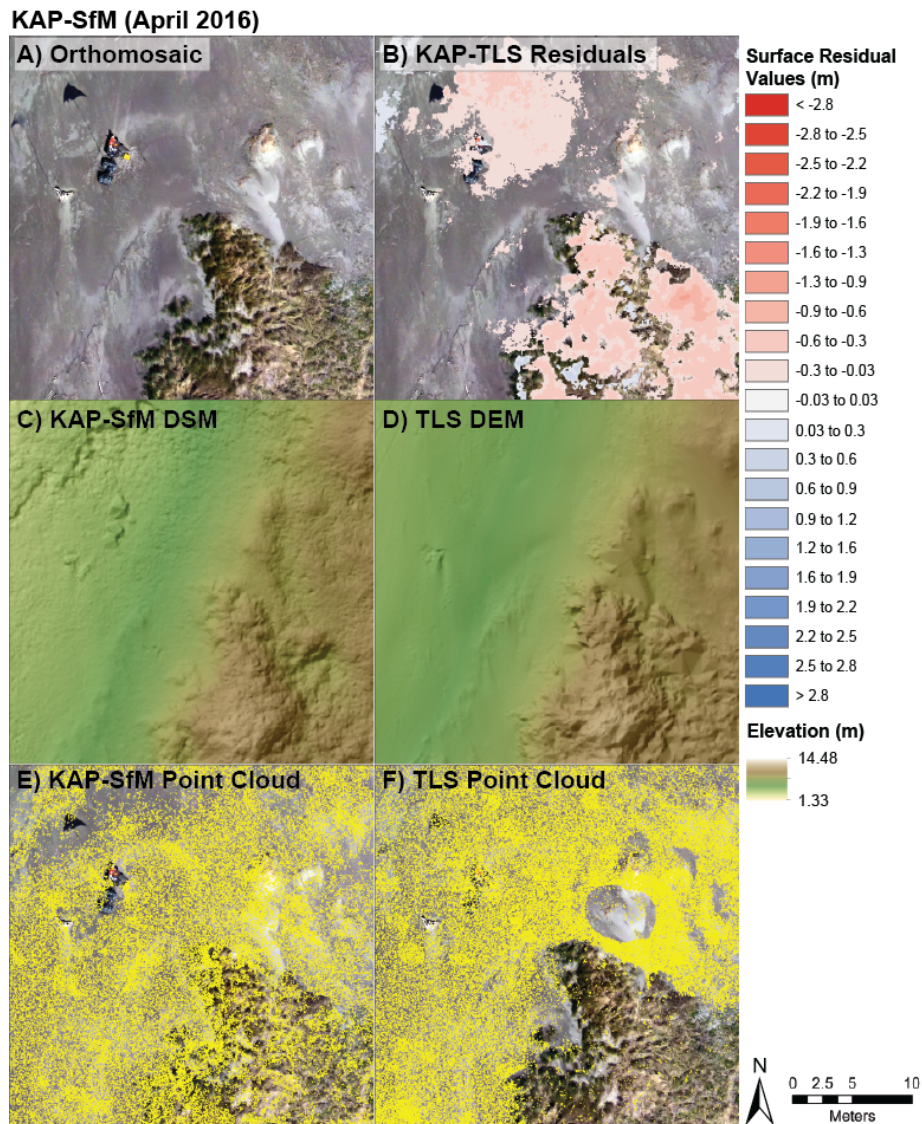 KAP-SfM (April 2016)
A) Orthomosaic
B) KAP-TLS Residuals
C) KAP-SfM DSM
D) TLS DEM
E) KAP-SfM Point Cloud
F) TLS Point Cloud
Surface Residual
Values (m)
< -2.8
-2.8 to -2.5
-2.5 to -2.2
-2.2 to -1.9
-1.9 to -1.6
-1.6 to -1.3
-1.3 to -0.9
-0.9 to -0.6
-0.6 to -0.3
-0.3 to -0.03
-0.03 to 0.03
0.03 to 0.3
0.3 to 0.6
0.6 to 0.9
0.9 to 1.2
1.2 to 1.6
1.6 to 1.9
1.9 to 2.2
2.2 to 2.5
2.5 to 2.8
> 2.8
Elevation (m)
14.48
1.33
N
0 2.5 5 10
Meters